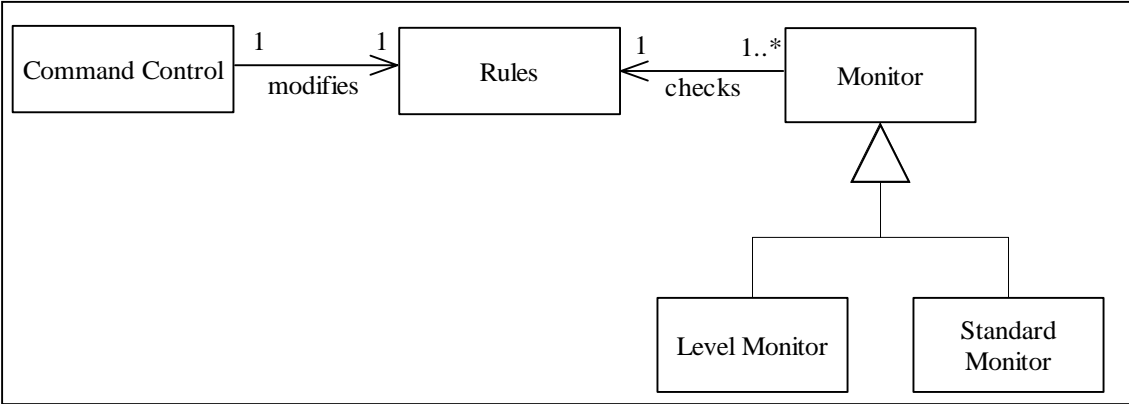 Command Control
1
1
modifies
Rules
1
1..*
checks
Monitor
Level Monitor
Standard
Monitor